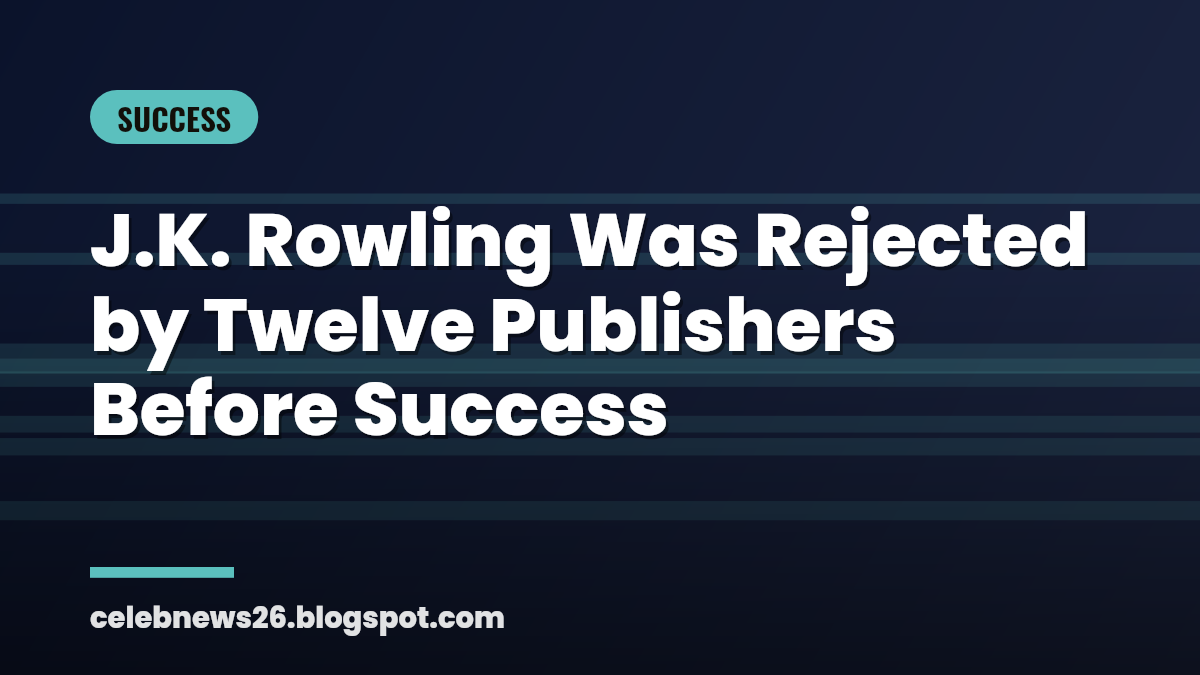 SUCCESS
J.K. Rowling Was Rejected
by Twelve Publishers
Before Success
celebnews26.blogspot.com